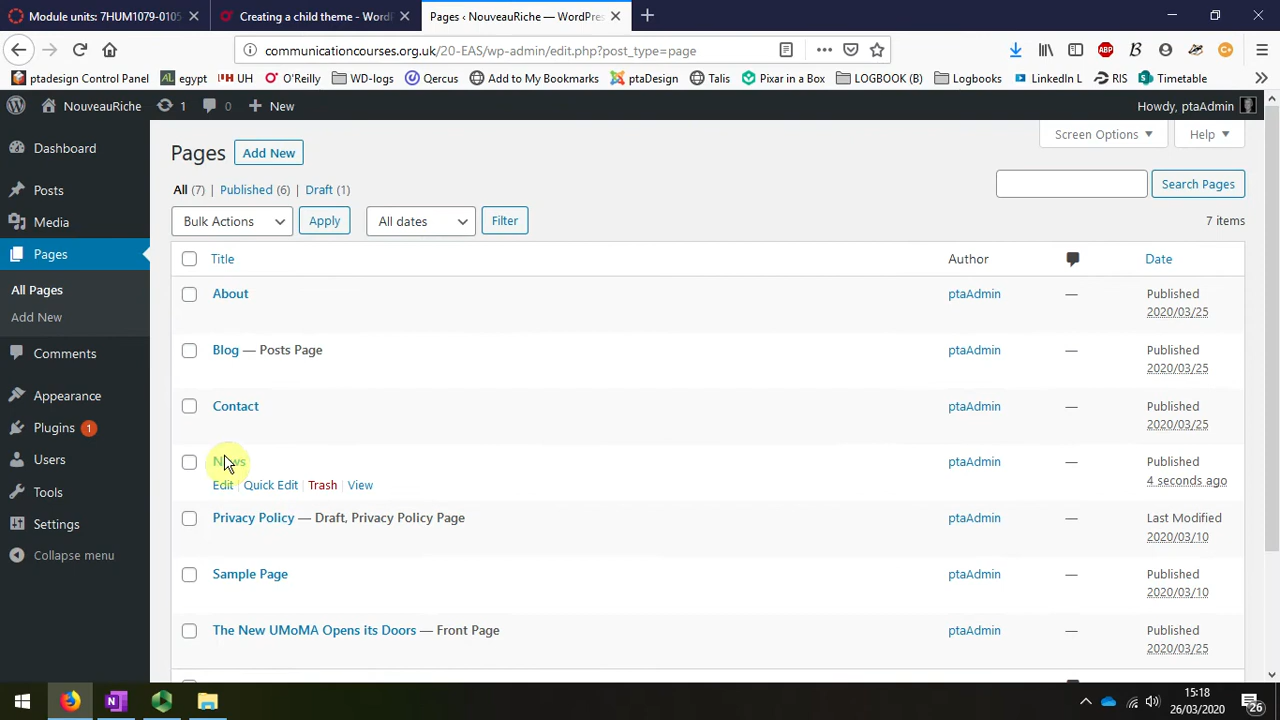 Module units: 7HUM1079-0105
Creating a child theme - WordP
Pages ‹ NouveauRiche — WordPres
communicationcourses.org.uk/20-EAS/wp-admin/edit.php?post_type=page
ptadesign Control Panel
egypt
UH
O'Reilly
WD-logs
Qercus
Add to My Bookmarks
ptaDesign
Talis
Pixar in a Box
LOGBOOK (B)
Logbooks
LinkedIn L
RIS
Timetable
NouveauRiche 1 0 + New
Howdy, ptaAdmin
Dashboard
Posts
Media
Pages
All Pages
Add New
Comments
Appearance
Plugins 1
Users
Tools
Settings
Collapse menu
Screen Options
Help
Pages Add New
All (7) | Published (6) | Draft (1)
Search Pages
Bulk Actions Apply All dates Filter
7 items
Title Author Date
About ptaAdmin — Published
2020/03/25
Blog — Posts Page ptaAdmin — Published
2020/03/25
Contact ptaAdmin — Published
2020/03/25
News ptaAdmin — Published
Edit | Quick Edit | Trash | View 4 seconds ago
Privacy Policy — Draft, Privacy Policy Page ptaAdmin — Last Modified
2020/03/10
Sample Page ptaAdmin — Published
2020/03/10
The New UMoMA Opens its Doors — Front Page ptaAdmin — Published
2020/03/25
15:18
26/03/2020
26